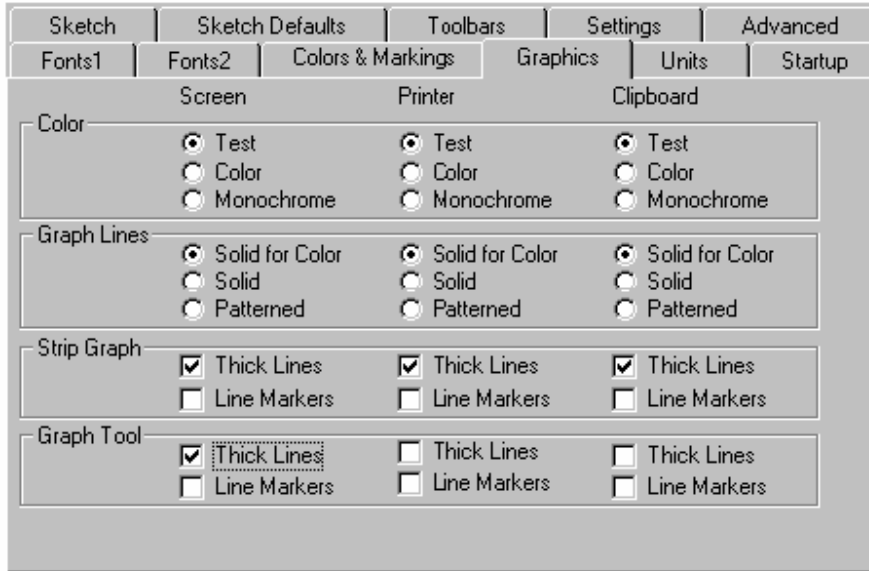 Sketch Sketch Defaults Toolbars Settings Advanced
Fonts1 Fonts2 Colors & Markings Graphics Units Startup
Screen Printer Clipboard
Color
Test Test Test
Color Color Color
Monochrome Monochrome Monochrome
Graph Lines
Solid for Color Solid for Color Solid for Color
Solid Solid Solid
Patterned Patterned Patterned
Strip Graph
Thick Lines Thick Lines Thick Lines
Line Markers Line Markers Line Markers
Graph Tool
Thick Lines Thick Lines Thick Lines
Line Markers Line Markers Line Markers